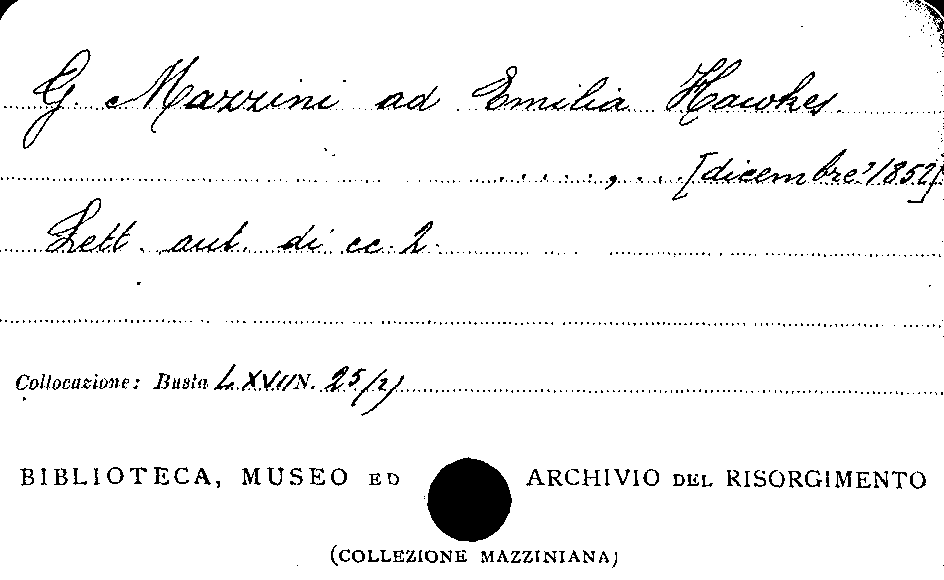 G. Mazzini ad Emilia Hawkes.
.....,... [dicembre? 1852]
Lett. aut. di cc. 2.
Collocazione: Busta LXVII N. 25/2)
BIBLIOTECA, MUSEO ED ARCHIVIO DEL RISORGIMENTO
(COLLEZIONE MAZZINIANA)